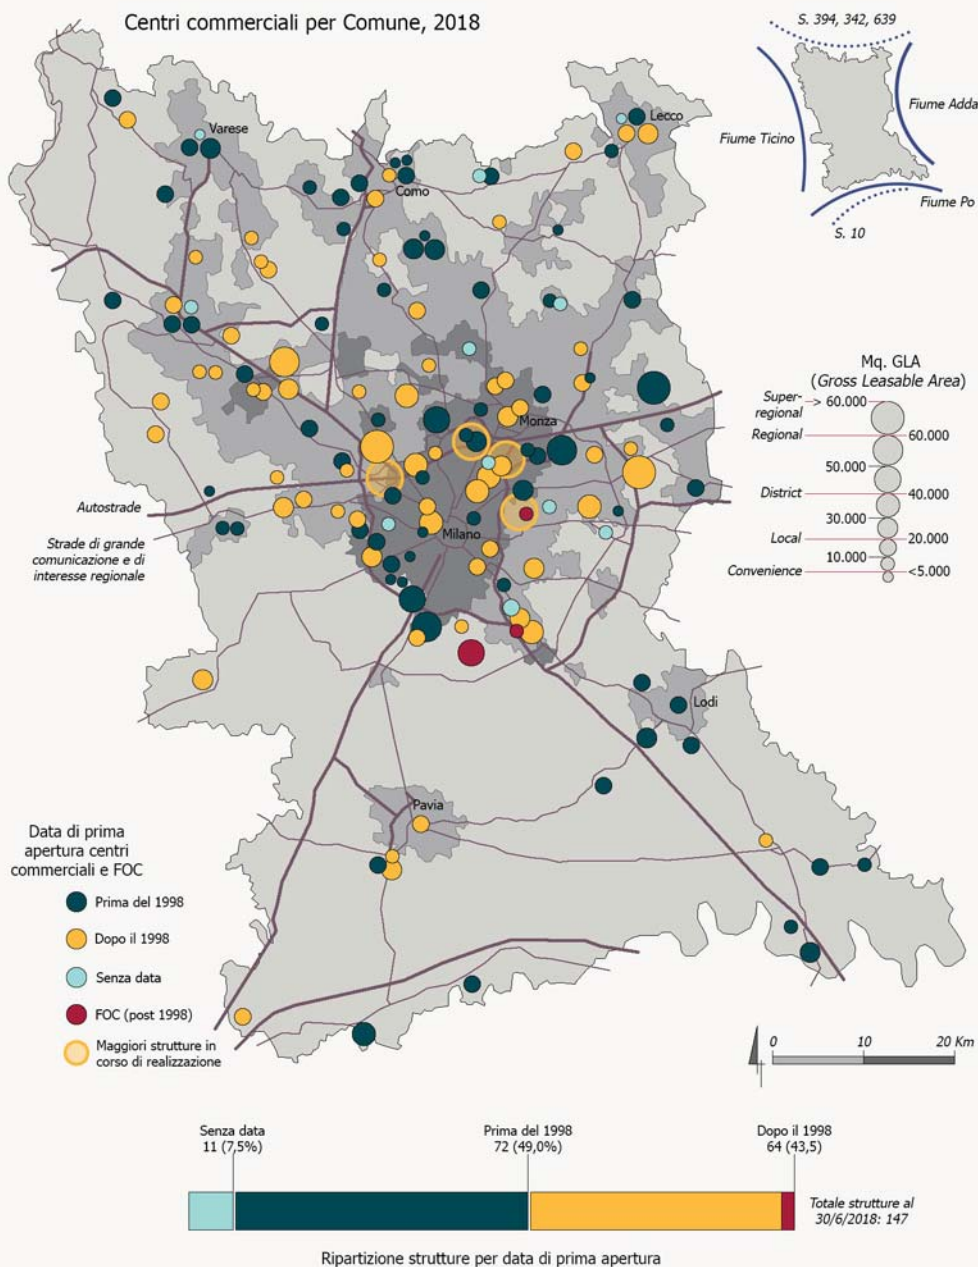 Centri commerciali per Comune, 2018
S. 394, 342, 639
Fiume Adda
Fiume Ticino
Fiume Po
S. 10
Varese
Lecco
Como
Monza
Milano
Lodi
Pavia
Autostrade
Strade di grande
comunicazione e di
interesse regionale
Mq. GLA
(Gross Leasable Area)
Super-
regional
> 60.000
Regional
60.000
50.000
District
40.000
30.000
Local
20.000
10.000
Convenience
<5.000
Data di prima
apertura centri
commerciali e FOC
Prima del 1998
Dopo il 1998
Senza data
FOC (post 1998)
Maggiori strutture in
corso di realizzazione
0
10
20 Km
Senza data
11 (7,5%)
Prima del 1998
72 (49,0%)
Dopo il 1998
64 (43,5)
Totale strutture al
30/6/2018: 147
Ripartizione strutture per data di prima apertura